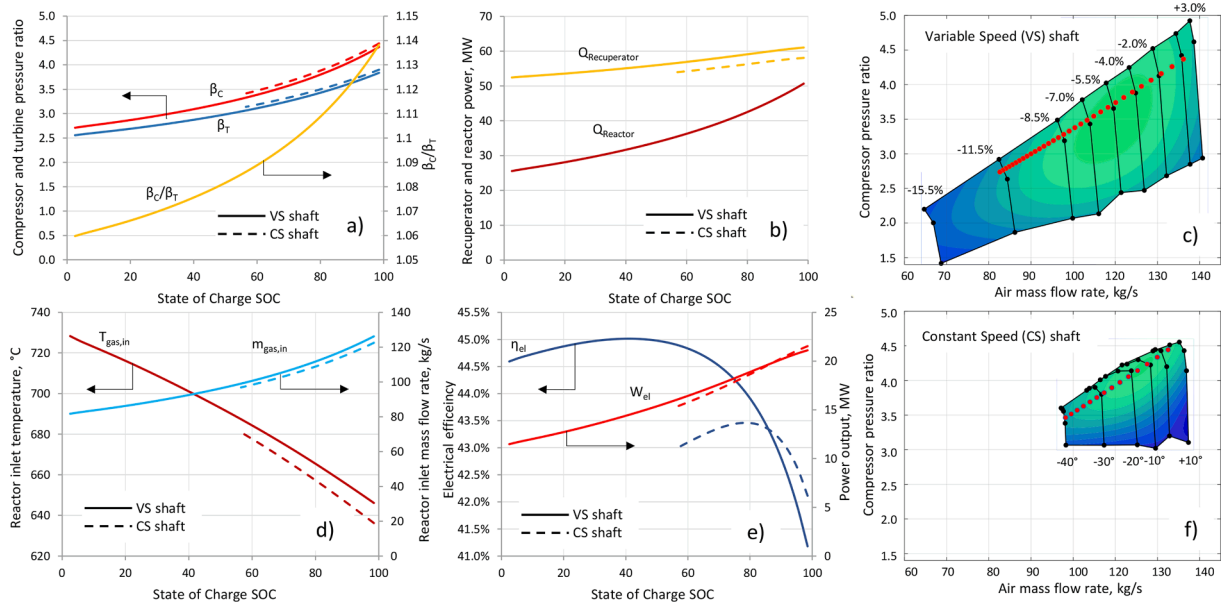 a)
Compressor and turbine pressure ratio
5.0
4.5
4.0
3.5
3.0
2.5
2.0
1.5
1.0
0.5
0.0
1.15
1.14
1.13
1.12
1.11
1.10
1.09
1.08
1.07
1.06
1.05
βC/βT
βC
βT
βC/βT
VS shaft
CS shaft
0 20 40 60 80 100
State of Charge SOC
b)
Recuperator and reactor power, MW
70
60
50
40
30
20
10
0
QRecuperator
QReactor
VS shaft
CS shaft
0 20 40 60 80 100
State of Charge SOC
c)
Variable Speed (VS) shaft
Compressor pressure ratio
5.0
4.5
4.0
3.5
3.0
2.5
2.0
1.5
+3.0%
-2.0%
-4.0%
-5.5%
-7.0%
-8.5%
-11.5%
-15.5%
60 70 80 90 100 110 120 130 140
Air mass flow rate, kg/s
d)
Reactor inlet temperature, °C
740
720
700
680
660
640
620
140
120
100
80
60
40
20
0
Reactor inlet mass flow rate, kg/s
Tgas,in
mgas,in
VS shaft
CS shaft
0 20 40 60 80 100
State of Charge SOC
e)
Electrical efficeincy
45.5%
45.0%
44.5%
44.0%
43.5%
43.0%
42.5%
42.0%
41.5%
41.0%
25
20
15
10
5
0
Power output, MW
ηel
Wel
VS shaft
CS shaft
0 20 40 60 80 100
State of Charge SOC
f)
Constant Speed (CS) shaft
Compressor pressure ratio
5.0
4.5
4.0
3.5
3.0
2.5
2.0
1.5
-40° -30° -20° -10° +10°
60 70 80 90 100 110 120 130 140
Air mass flow rate, kg/s